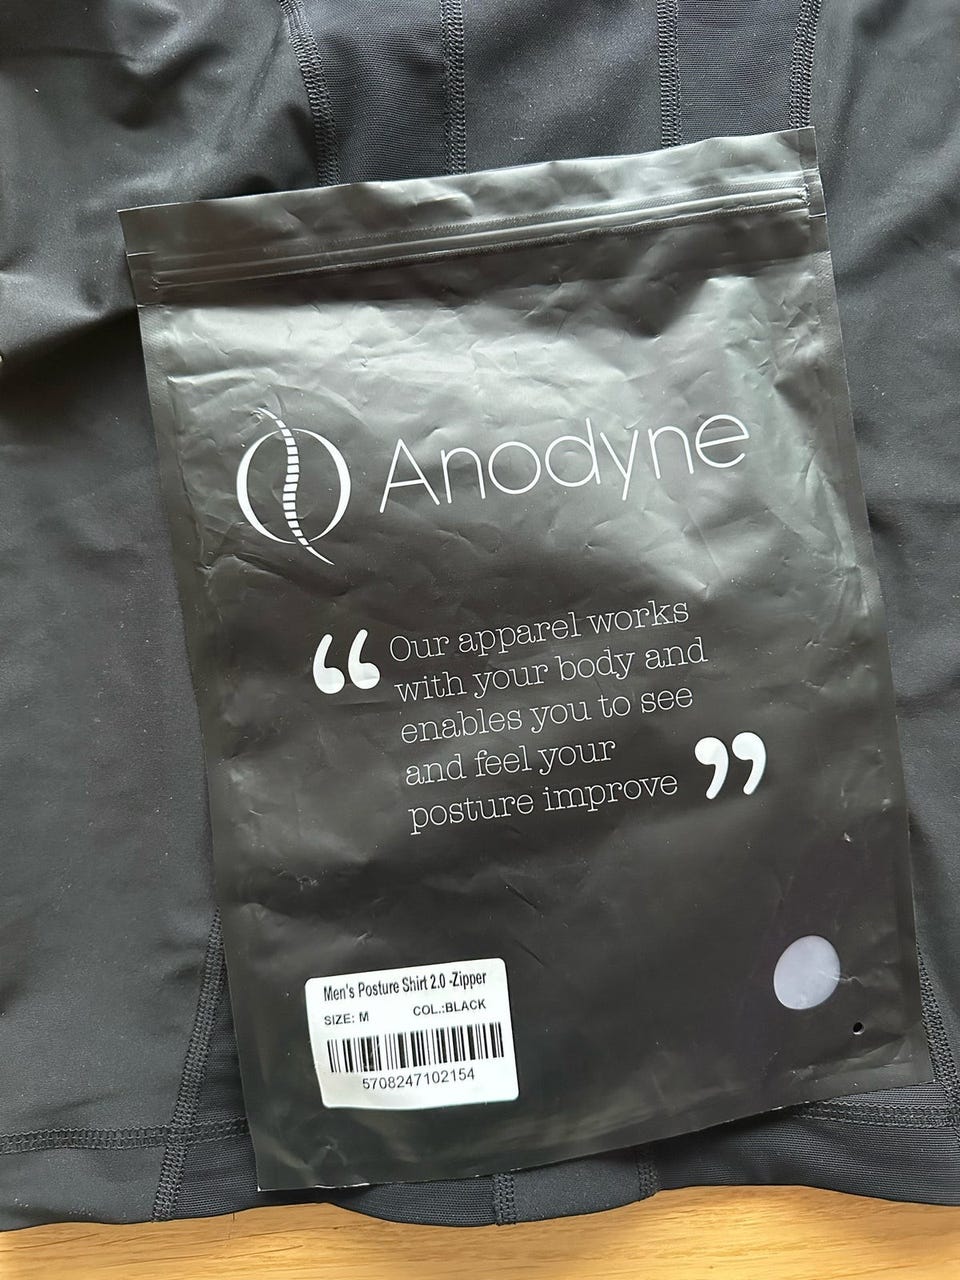 Anodyne
“Our apparel works
with your body and
enables you to see
and feel your
posture improve”
Men's Posture Shirt 2.0 -Zipper
SIZE: M COL.:BLACK
5708247102154